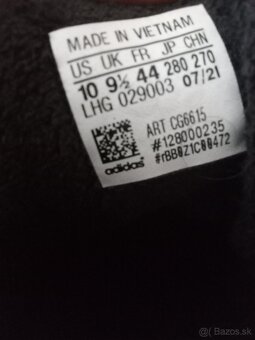 MADE IN VIETNAM
US UK FR JP CHN
10 9½ 44 280 270
LHG 029003 07/21
ART CG6615
#128000235
#rBB0Z1C00472
adidas
© Bazos.sk